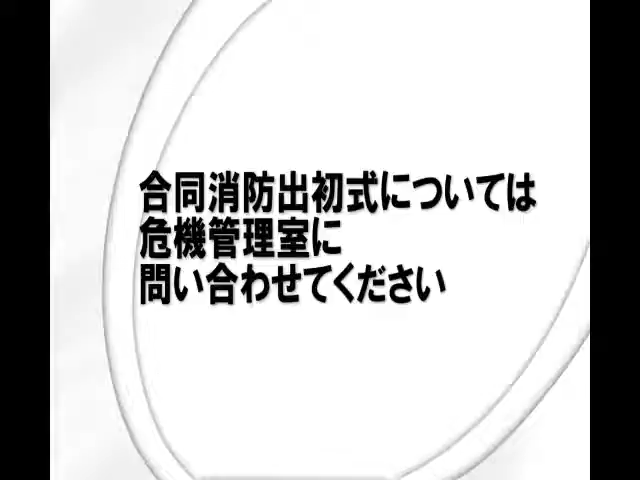 合同消防出初式については
危機管理室に
問い合わせてください